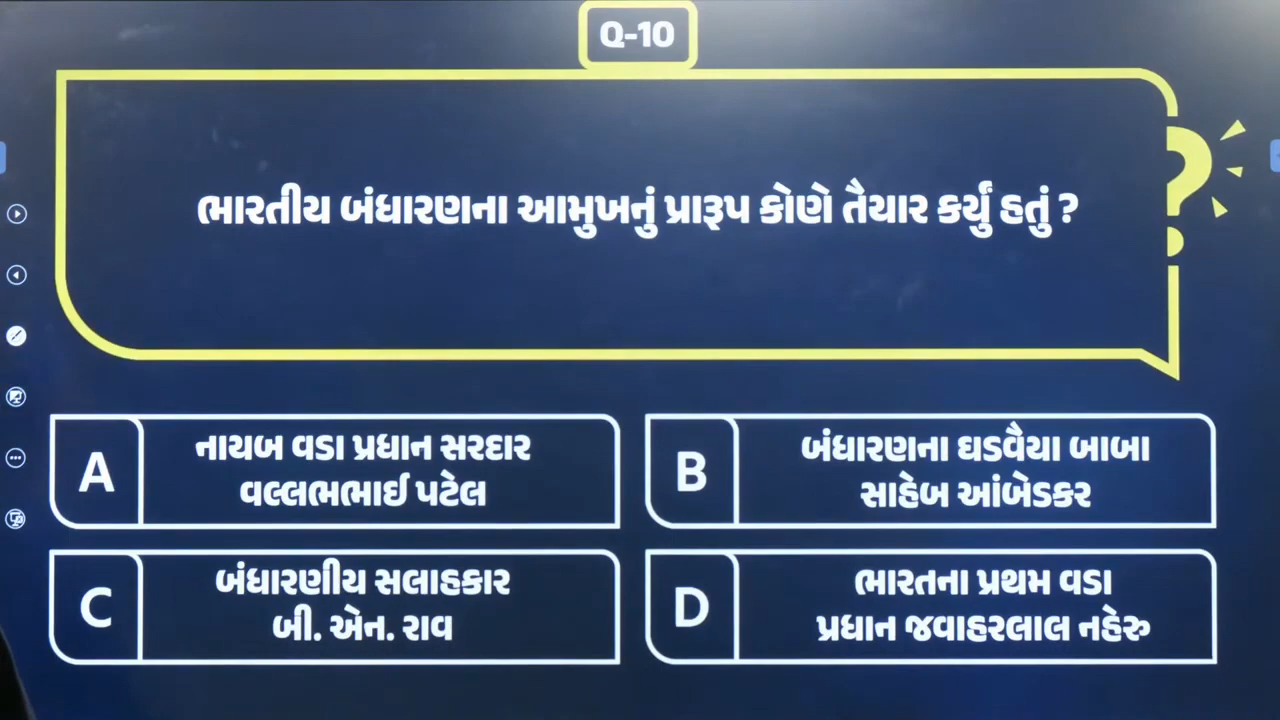 Q-10
ભારતીય બંધારણના આમુખનું પ્રારૂપ કોણે તૈયાર કર્યું હતું ?
A
નાયબ વડા પ્રધાન સરદાર
વલ્લભભાઈ પટેલ
B
બંધારણના ઘડવૈયા બાબા
સાહેબ આંબેડકર
C
બંધારણીય સલાહકાર
બી. એન. રાવ
D
ભારતના પ્રથમ વડા
પ્રધાન જવાહરલાલ નહેરુ